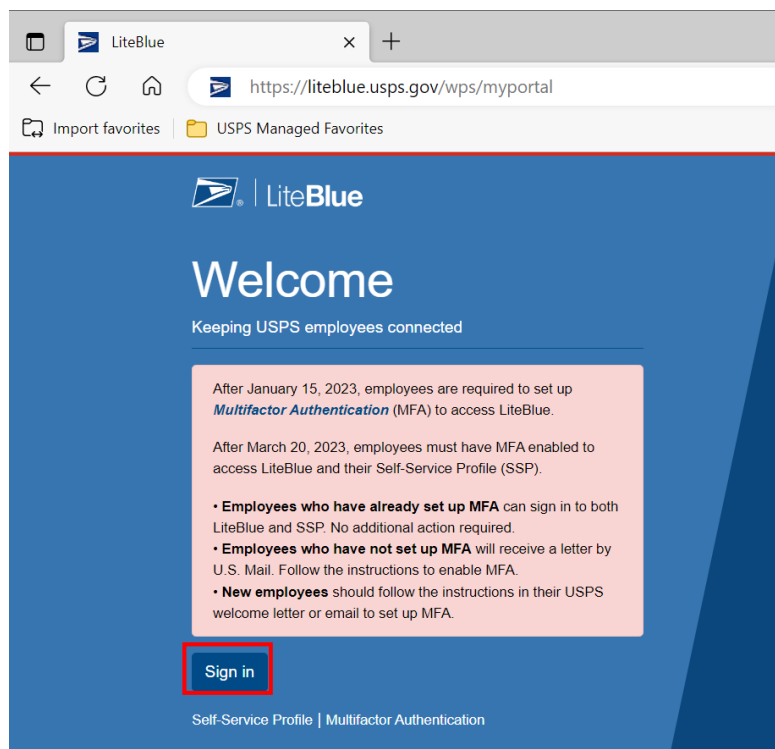 LiteBlue
https://liteblue.usps.gov/wps/myportal
Import favorites
USPS Managed Favorites
LiteBlue
Welcome
Keeping USPS employees connected
After January 15, 2023, employees are required to set up
Multifactor Authentication (MFA) to access LiteBlue.
After March 20, 2023, employees must have MFA enabled to
access LiteBlue and their Self-Service Profile (SSP).
• Employees who have already set up MFA can sign in to both
LiteBlue and SSP. No additional action required.
• Employees who have not set up MFA will receive a letter by
U.S. Mail. Follow the instructions to enable MFA.
• New employees should follow the instructions in their USPS
welcome letter or email to set up MFA.
Sign in
Self-Service Profile | Multifactor Authentication